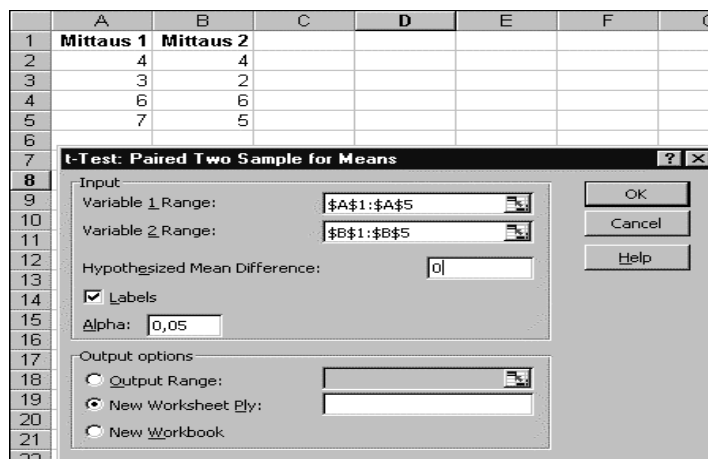 A B C D E F
1 Mittaus 1 Mittaus 2
2 4 4
3 3 2
4 6 6
5 7 5
6
7 t-Test: Paired Two Sample for Means
8 Input
9 Variable 1 Range: $A$1:$A$5 OK
10 Variable 2 Range: $B$1:$B$5 Cancel
11
12 Hypothesized Mean Difference: 0 Help
13
14 Labels
15 Alpha: 0,05
16
17 Output options
18 Output Range:
19 New Worksheet Ply:
20 New Workbook
21